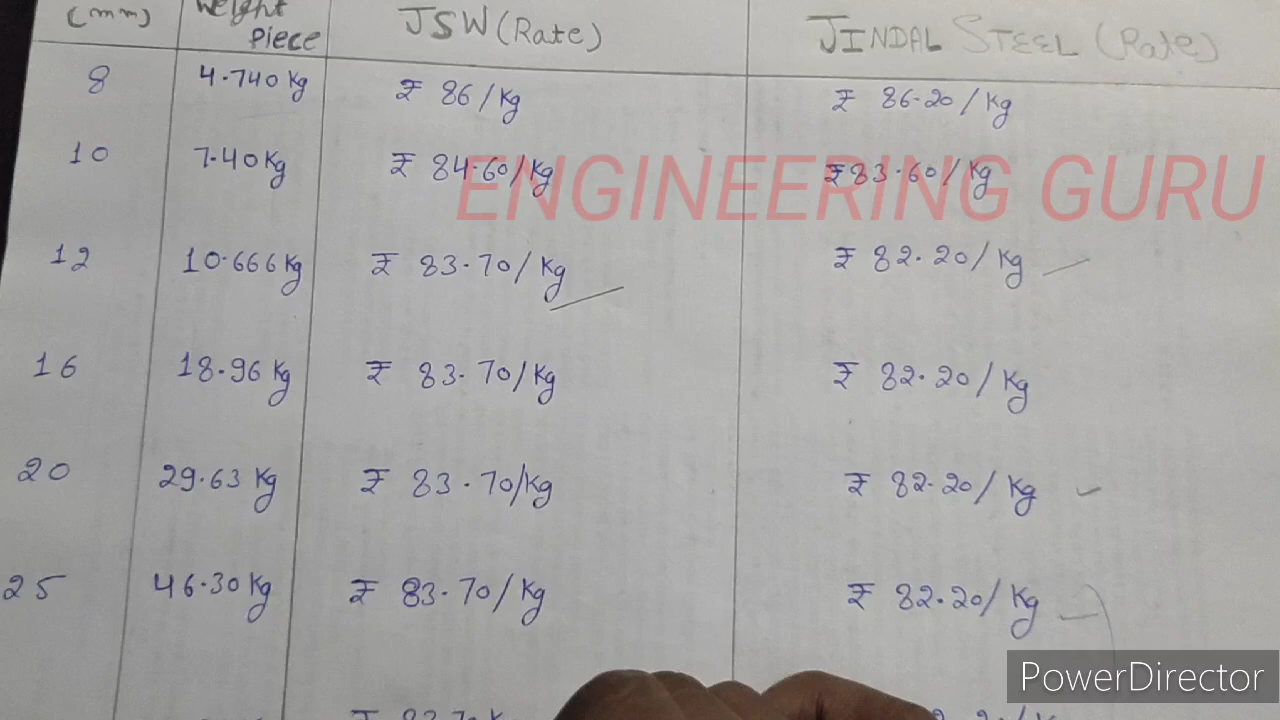 (mm) Weight Piece JSW (Rate) JINDAL STEEL (Rate)
8 4.740 Kg ₹ 86/Kg ₹ 86.20/Kg
10 7.40 Kg ₹ 84.60/Kg ₹ 83.60/Kg
ENGINEERING GURU
12 10.666 Kg ₹ 83.70/Kg ₹ 82.20/Kg
16 18.96 Kg ₹ 83.70/Kg ₹ 82.20/Kg
20 29.63 Kg ₹ 83.70/Kg ₹ 82.20/Kg
25 46.30 Kg ₹ 83.70/Kg ₹ 82.20/Kg
PowerDirector